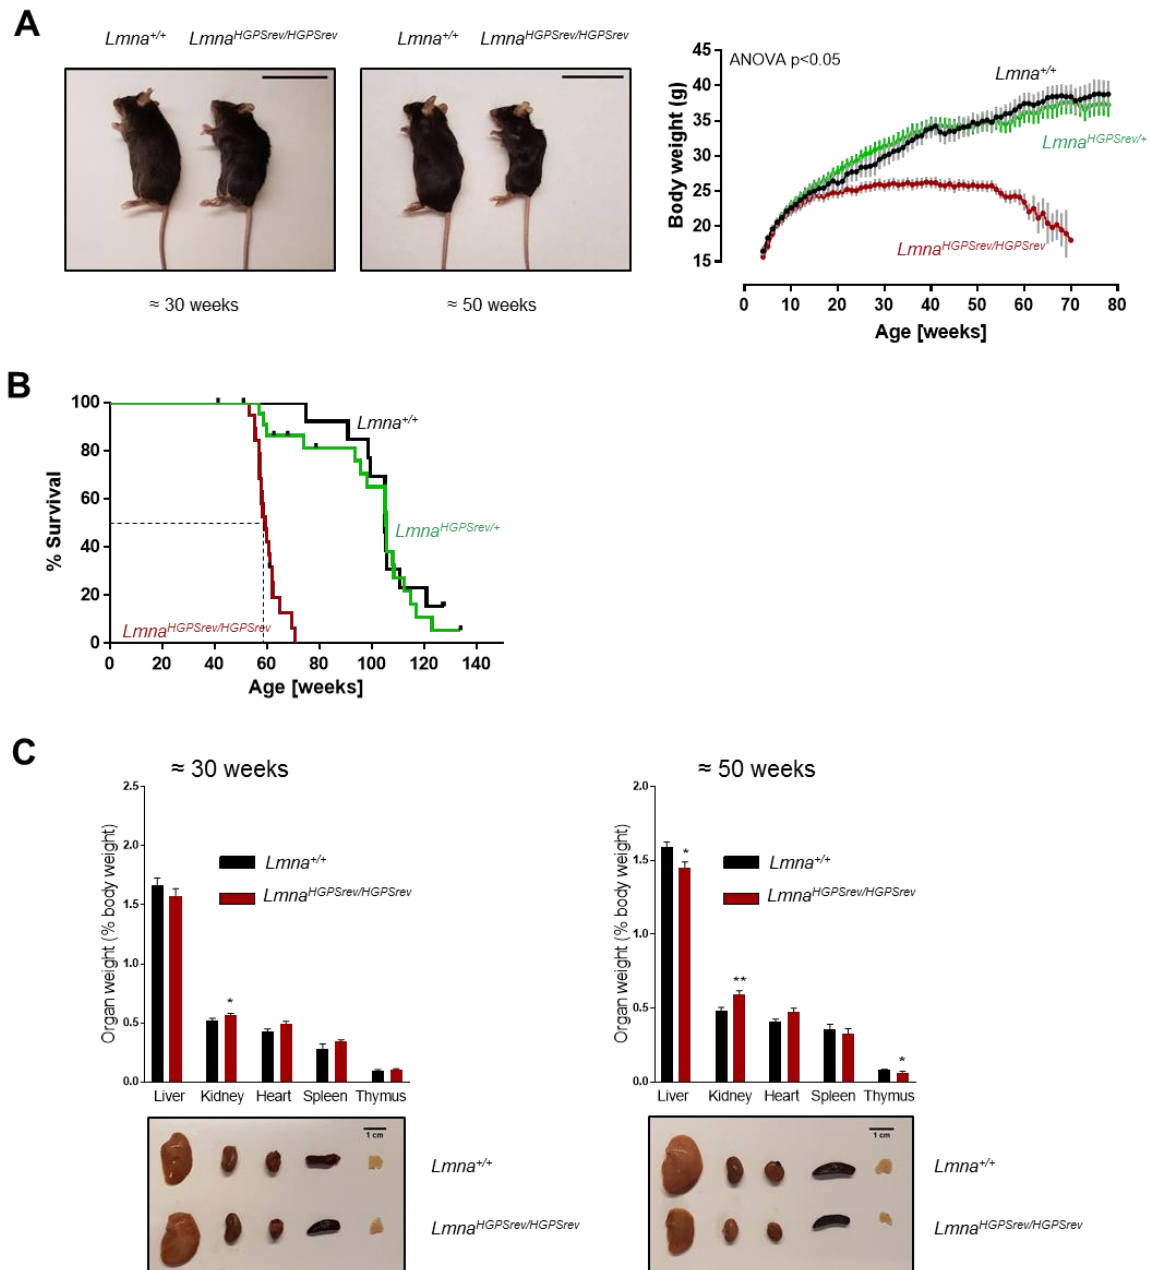 A
Lmna+/+ LmnaHGPSrev/HGPSrev
Lmna+/+ LmnaHGPSrev/HGPSrev
≈ 30 weeks
≈ 50 weeks
ANOVA p<0.05
Lmna+/+
LmnaHGPSrev/+
LmnaHGPSrev/HGPSrev
Body weight (g)
45
40
35
30
25
20
15
0 10 20 30 40 50 60 70 80
Age [weeks]
B
% Survival
100
80
60
40
20
0
Lmna+/+
LmnaHGPSrev/+
LmnaHGPSrev/HGPSrev
0 20 40 60 80 100 120 140
Age [weeks]
C
≈ 30 weeks
Organ weight (% body weight)
2.5
2.0
1.5
1.0
0.5
0.0
Lmna+/+
LmnaHGPSrev/HGPSrev
*
Liver Kidney Heart Spleen Thymus
1 cm
Lmna+/+
LmnaHGPSrev/HGPSrev
≈ 50 weeks
Organ weight (% body weight)
2.0
1.5
1.0
0.5
0.0
*
Lmna+/+
LmnaHGPSrev/HGPSrev
**
*
Liver Kidney Heart Spleen Thymus
1 cm
Lmna+/+
LmnaHGPSrev/HGPSrev